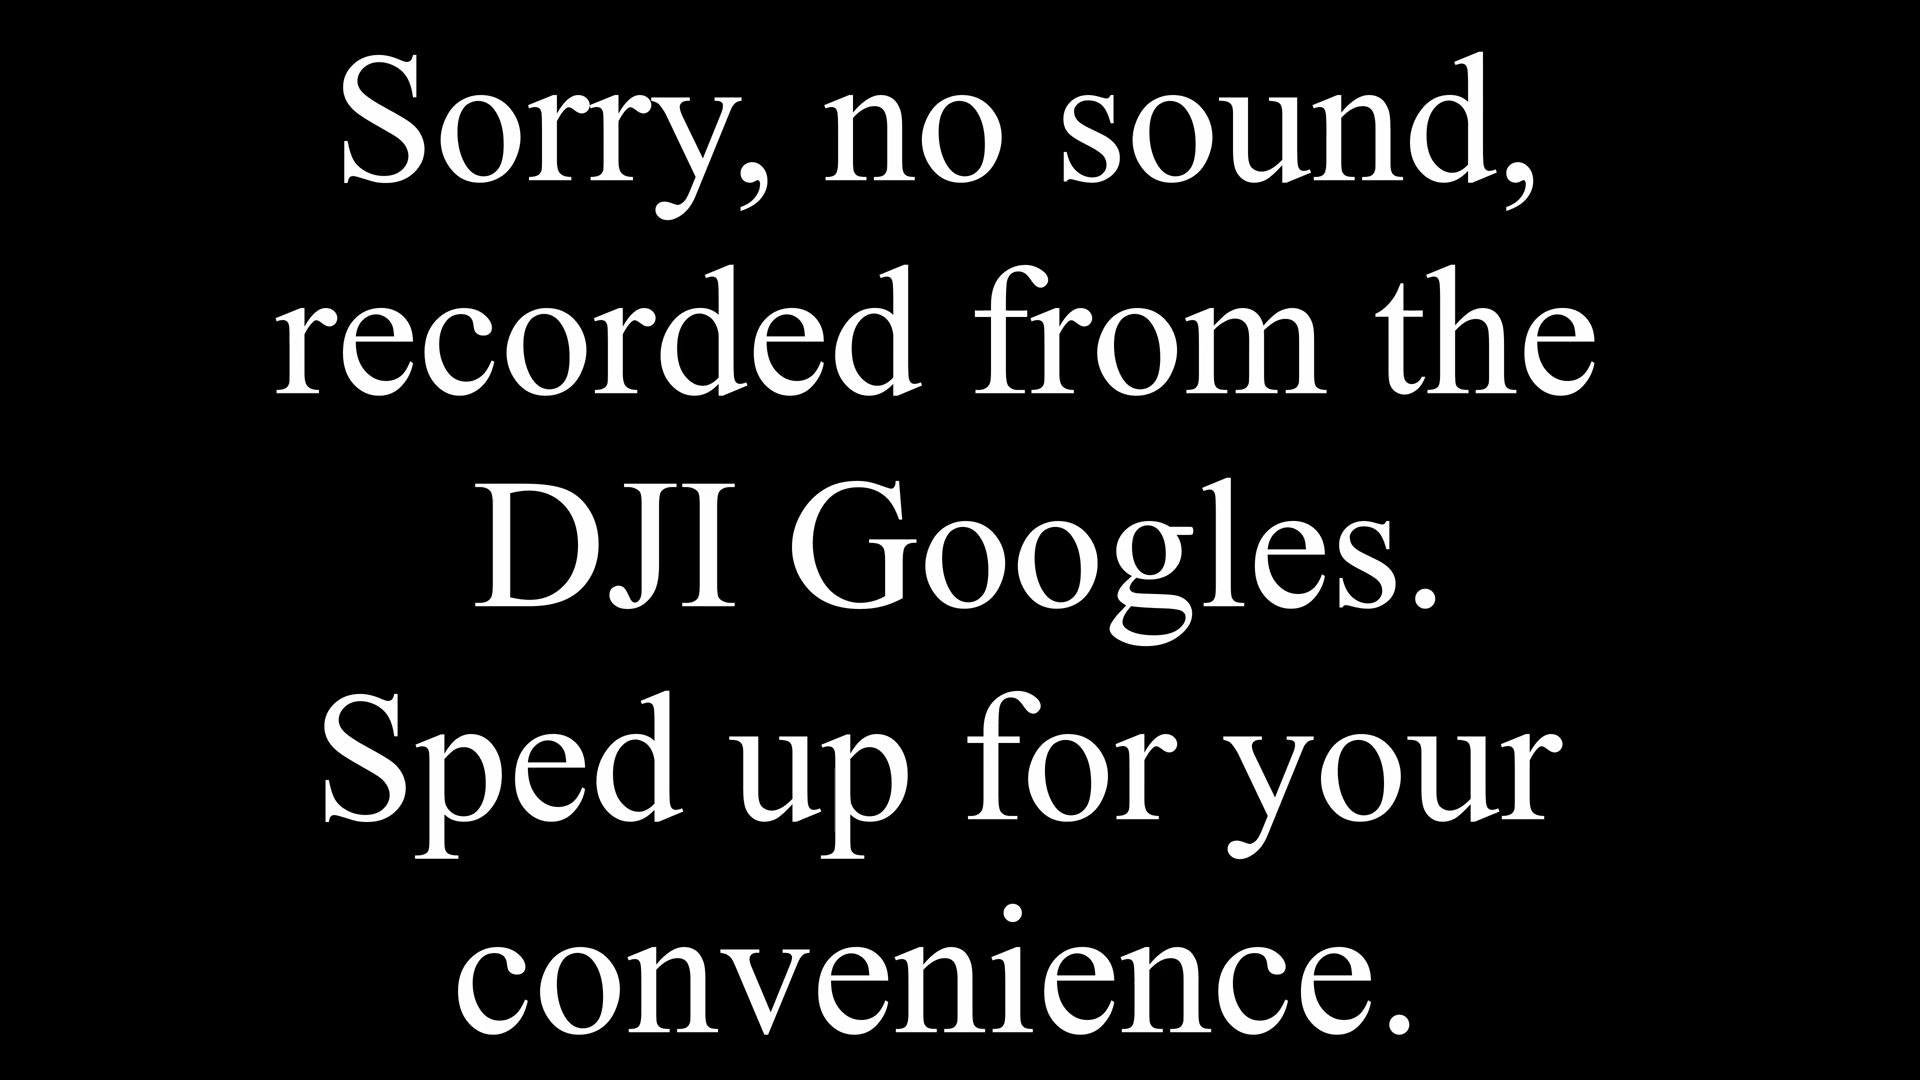 Sorry, no sound,
recorded from the
DJI Googles.
Sped up for your
convenience.